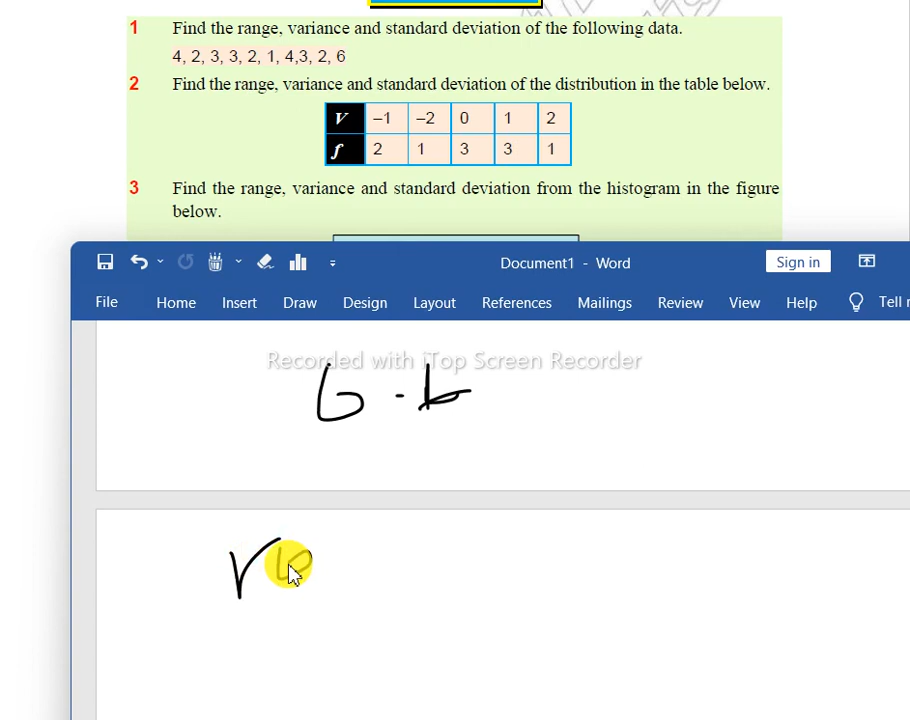 1 Find the range, variance and standard deviation of the following data.
4, 2, 3, 3, 2, 1, 4,3, 2, 6
2 Find the range, variance and standard deviation of the distribution in the table below.
V –1 –2 0 1 2
f 2 1 3 3 1
3 Find the range, variance and standard deviation from the histogram in the figure
below.
Document1 - Word Sign in
File Home Insert Draw Design Layout References Mailings Review View Help Tell
Recorded with iTop Screen Recorder
6 -